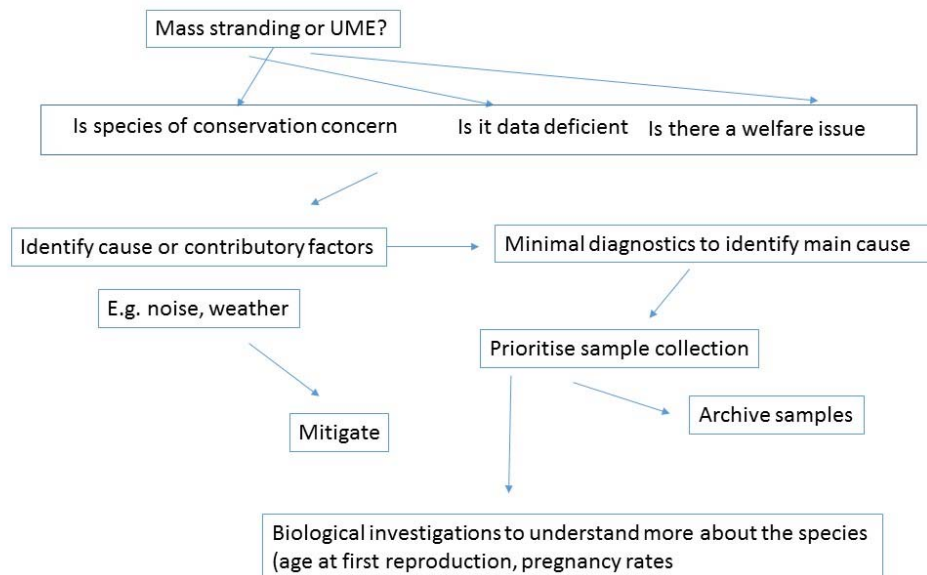 Mass stranding or UME?
Is species of conservation concern
Is it data deficient
Is there a welfare issue
Identify cause or contributory factors
Minimal diagnostics to identify main cause
E.g. noise, weather
Prioritise sample collection
Mitigate
Archive samples
Biological investigations to understand more about the species
(age at first reproduction, pregnancy rates